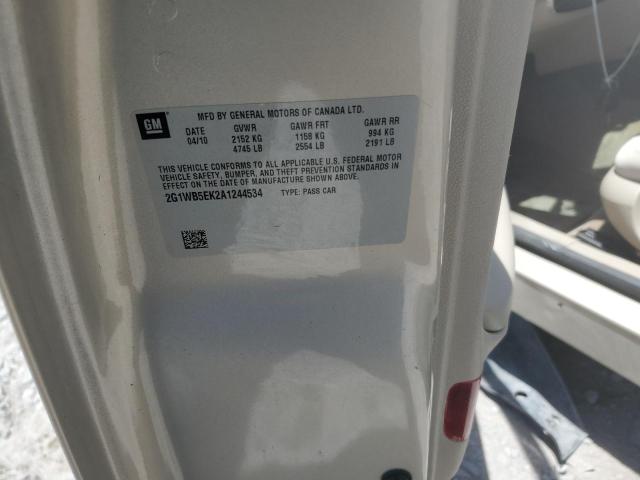 MFD BY GENERAL MOTORS OF CANADA LTD.
GM
DATE GVWR GAWR FRT GAWR RR
04/10 2152 KG 1158 KG 994 KG
4745 LB 2554 LB 2191 LB
THIS VEHICLE CONFORMS TO ALL APPLICABLE U.S. FEDERAL MOTOR
VEHICLE SAFETY, BUMPER, AND THEFT PREVENTION STANDARDS IN
EFFECT ON THE DATE OF MANUFACTURE SHOWN ABOVE.
2G1WB5EK2A1244534 TYPE: PASS CAR